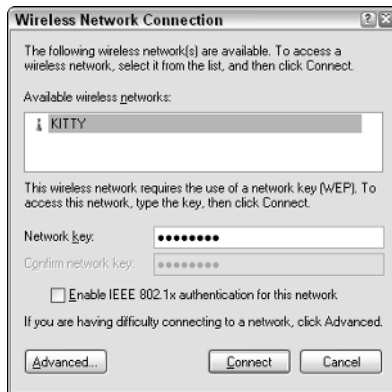 Wireless Network Connection
The following wireless network(s) are available. To access a
wireless network, select it from the list, and then click Connect.
Available wireless networks:
KITTY
This wireless network requires the use of a network key (WEP). To
access this network, type the key, then click Connect.
Network key: ●●●●●●●●
Confirm network key: ●●●●●●●●
Enable IEEE 802.1x authentication for this network
If you are having difficulty connecting to a network, click Advanced.
Advanced... Connect Cancel